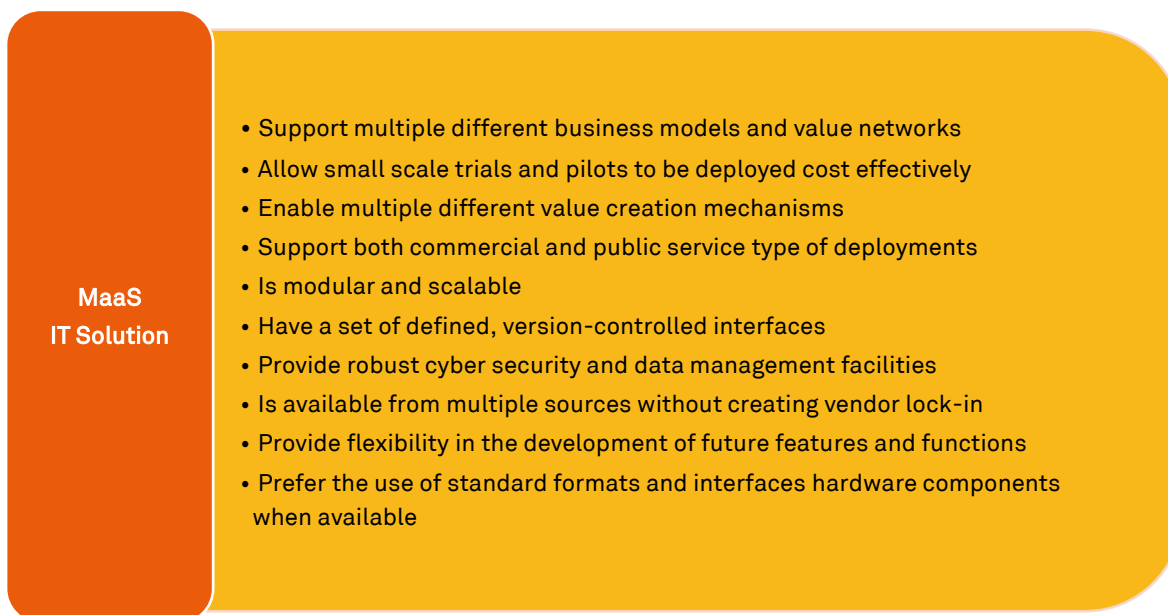 MaaS
IT Solution
• Support multiple different business models and value networks
• Allow small scale trials and pilots to be deployed cost effectively
• Enable multiple different value creation mechanisms
• Support both commercial and public service type of deployments
• Is modular and scalable
• Have a set of defined, version-controlled interfaces
• Provide robust cyber security and data management facilities
• Is available from multiple sources without creating vendor lock-in
• Provide flexibility in the development of future features and functions
• Prefer the use of standard formats and interfaces hardware components
when available